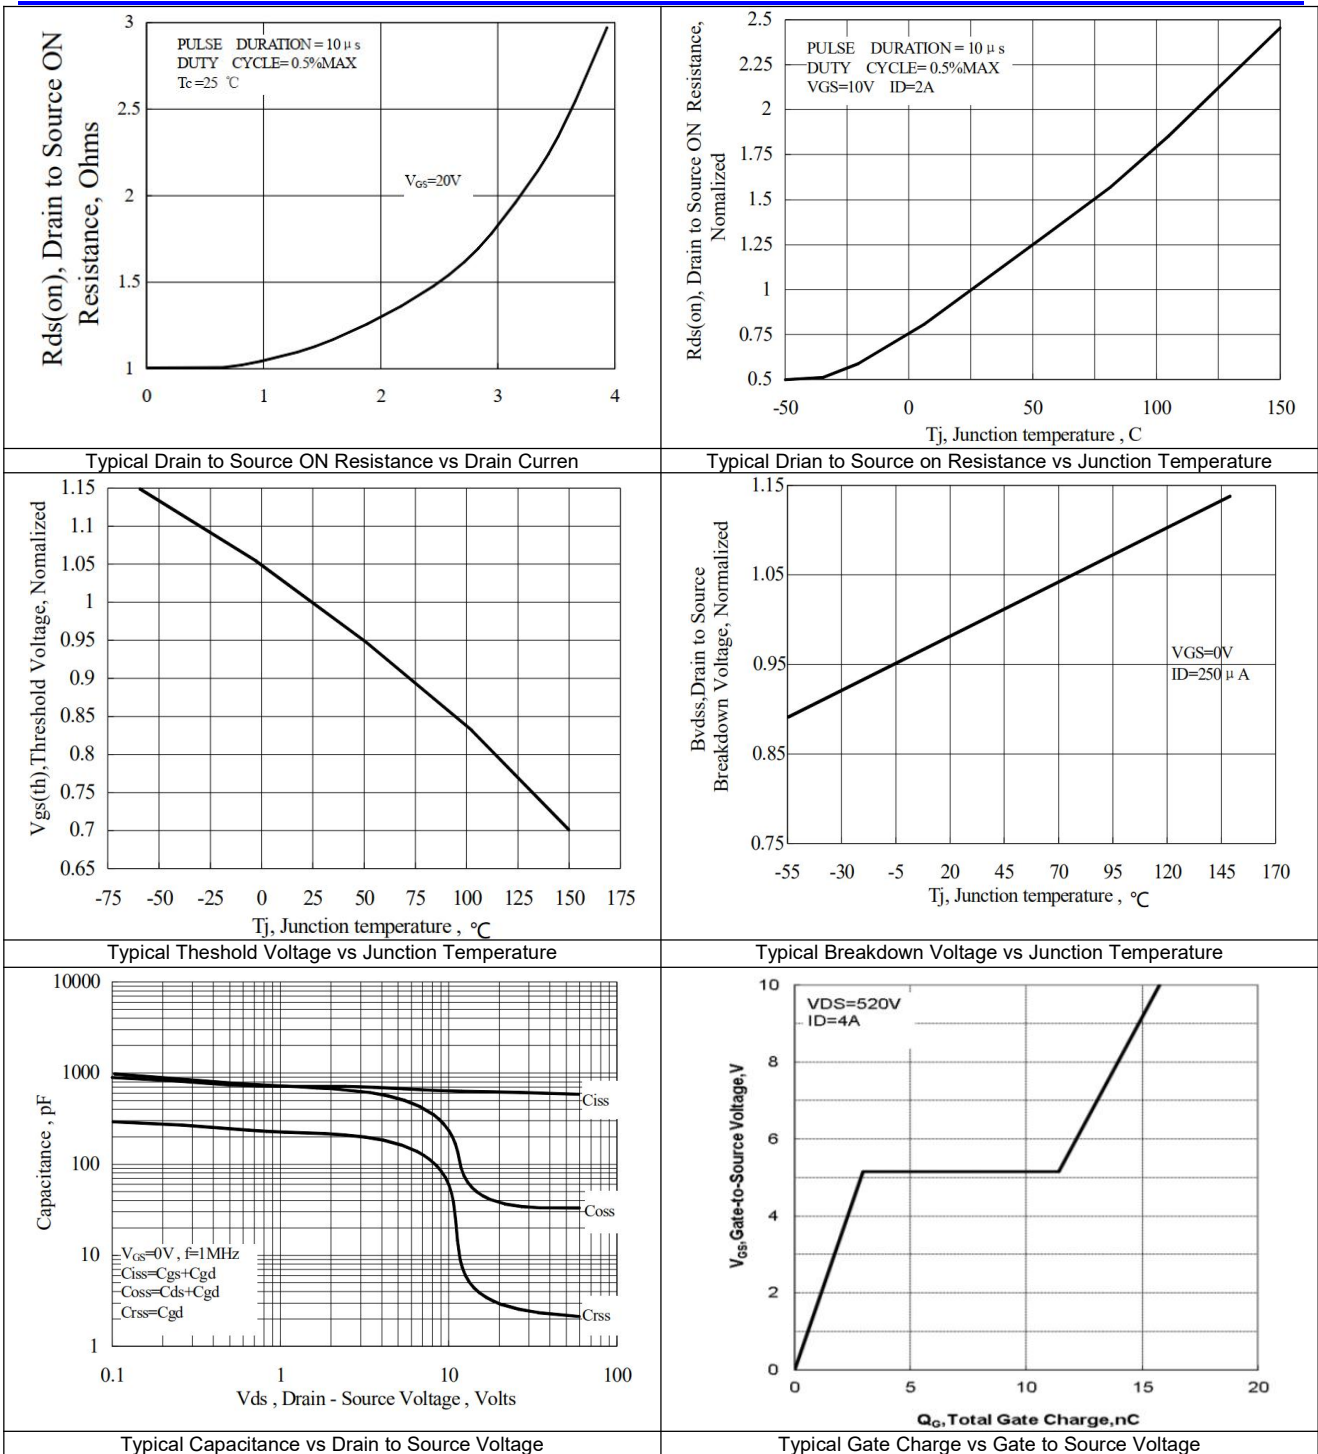 Rds(on), Drain to Source ON
Resistance, Ohms
3
2.5
2
1.5
1
PULSE DURATION = 10 μ s
DUTY CYCLE= 0.5%MAX
Tc =25 ℃
VGS=20V
0 1 2 3 4
Typical Drain to Source ON Resistance vs Drain Curren
Rds(on), Drain to Source ON Resistance,
Nomalized
2.5
2.25
2
1.75
1.5
1.25
1
0.75
0.5
PULSE DURATION = 10 μ s
DUTY CYCLE= 0.5%MAX
VGS=10V ID=2A
-50 0 50 100 150
Tj, Junction temperature , C
Typical Drian to Source on Resistance vs Junction Temperature
Vgs(th),Threshold Voltage, Nomalized
1.15
1.1
1.05
1
0.95
0.9
0.85
0.8
0.75
0.7
0.65
-75 -50 -25 0 25 50 75 100 125 150 175
Tj, Junction temperature , ℃
Typical Theshold Voltage vs Junction Temperature
Bvdss,Drain to Source
Breakdown Voltage, Normalized
1.15
1.05
0.95
0.85
0.75
VGS=0V
ID=250 μ A
-55 -30 -5 20 45 70 95 120 145 170
Tj, Junction temperature , ℃
Typical Breakdown Voltage vs Junction Temperature
Capacitance , pF
10000
1000
100
10
1
Ciss
Coss
Crss
VGS=0V , f=1MHz
Ciss=Cgs+Cgd
Coss=Cds+Cgd
Crss=Cgd
0.1 1 10 100
Vds , Drain - Source Voltage , Volts
Typical Capacitance vs Drain to Source Voltage
VGS,Gate-to-Source Voltage,V
10
8
6
4
2
0
VDS=520V
ID=4A
0 5 10 15 20
QG,Total Gate Charge,nC
Typical Gate Charge vs Gate to Source Voltage